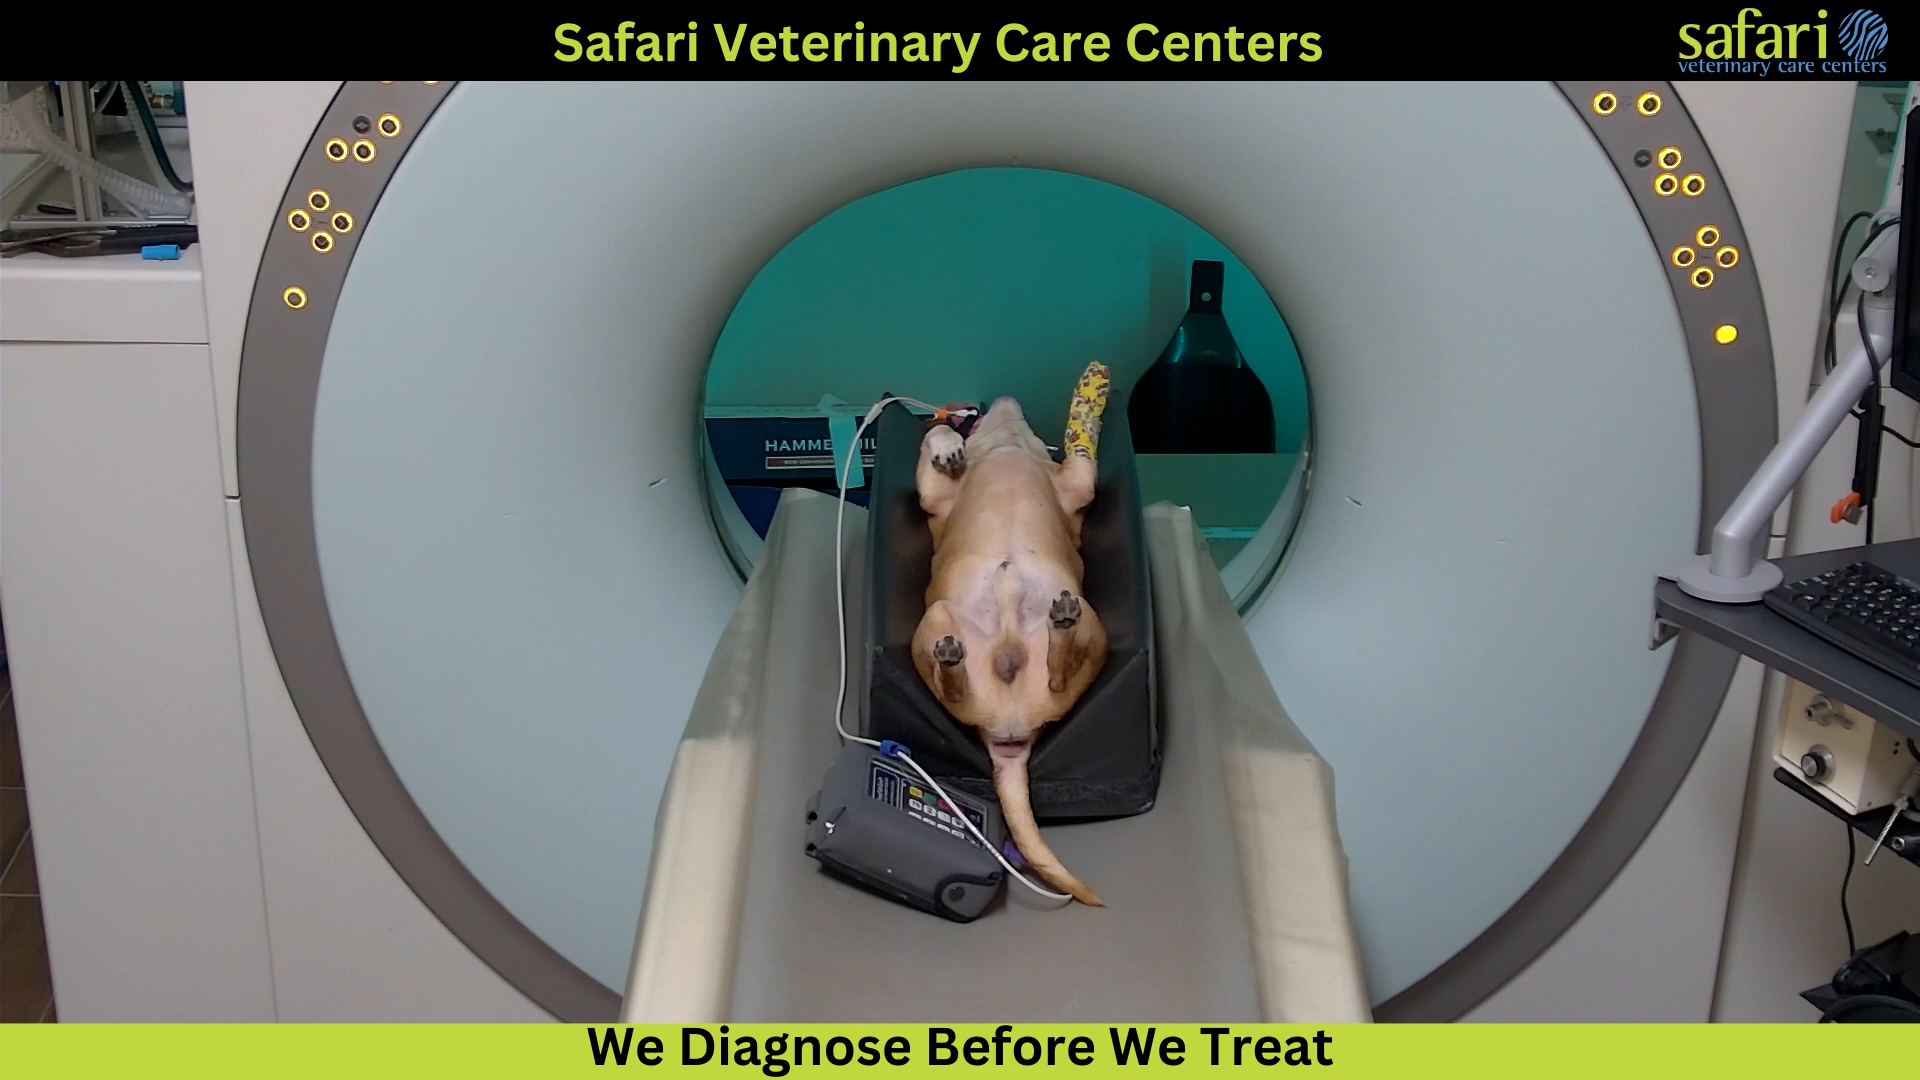 Safari Veterinary Care Centers
safari
veterinary care centers
HAMME
We Diagnose Before We Treat